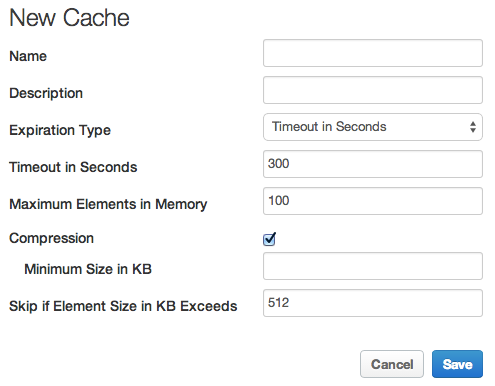 New Cache
Name
Description
Expiration Type Timeout in Seconds
Timeout in Seconds 300
Maximum Elements in Memory 100
Compression
Minimum Size in KB
Skip if Element Size in KB Exceeds 512
Cancel Save